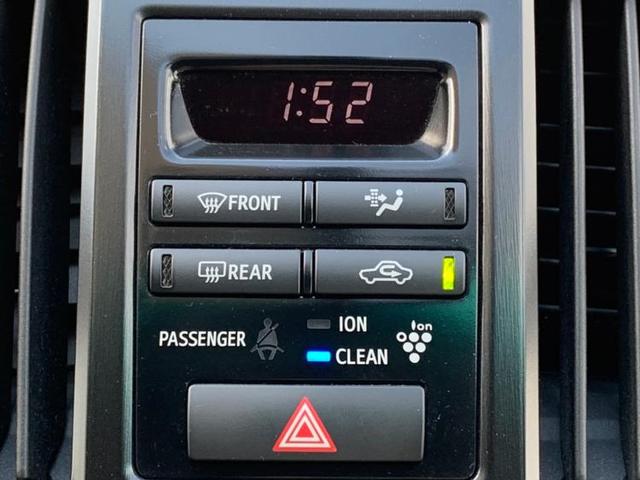 1:52
FRONT
REAR
PASSENGER
ION
CLEAN
Ion